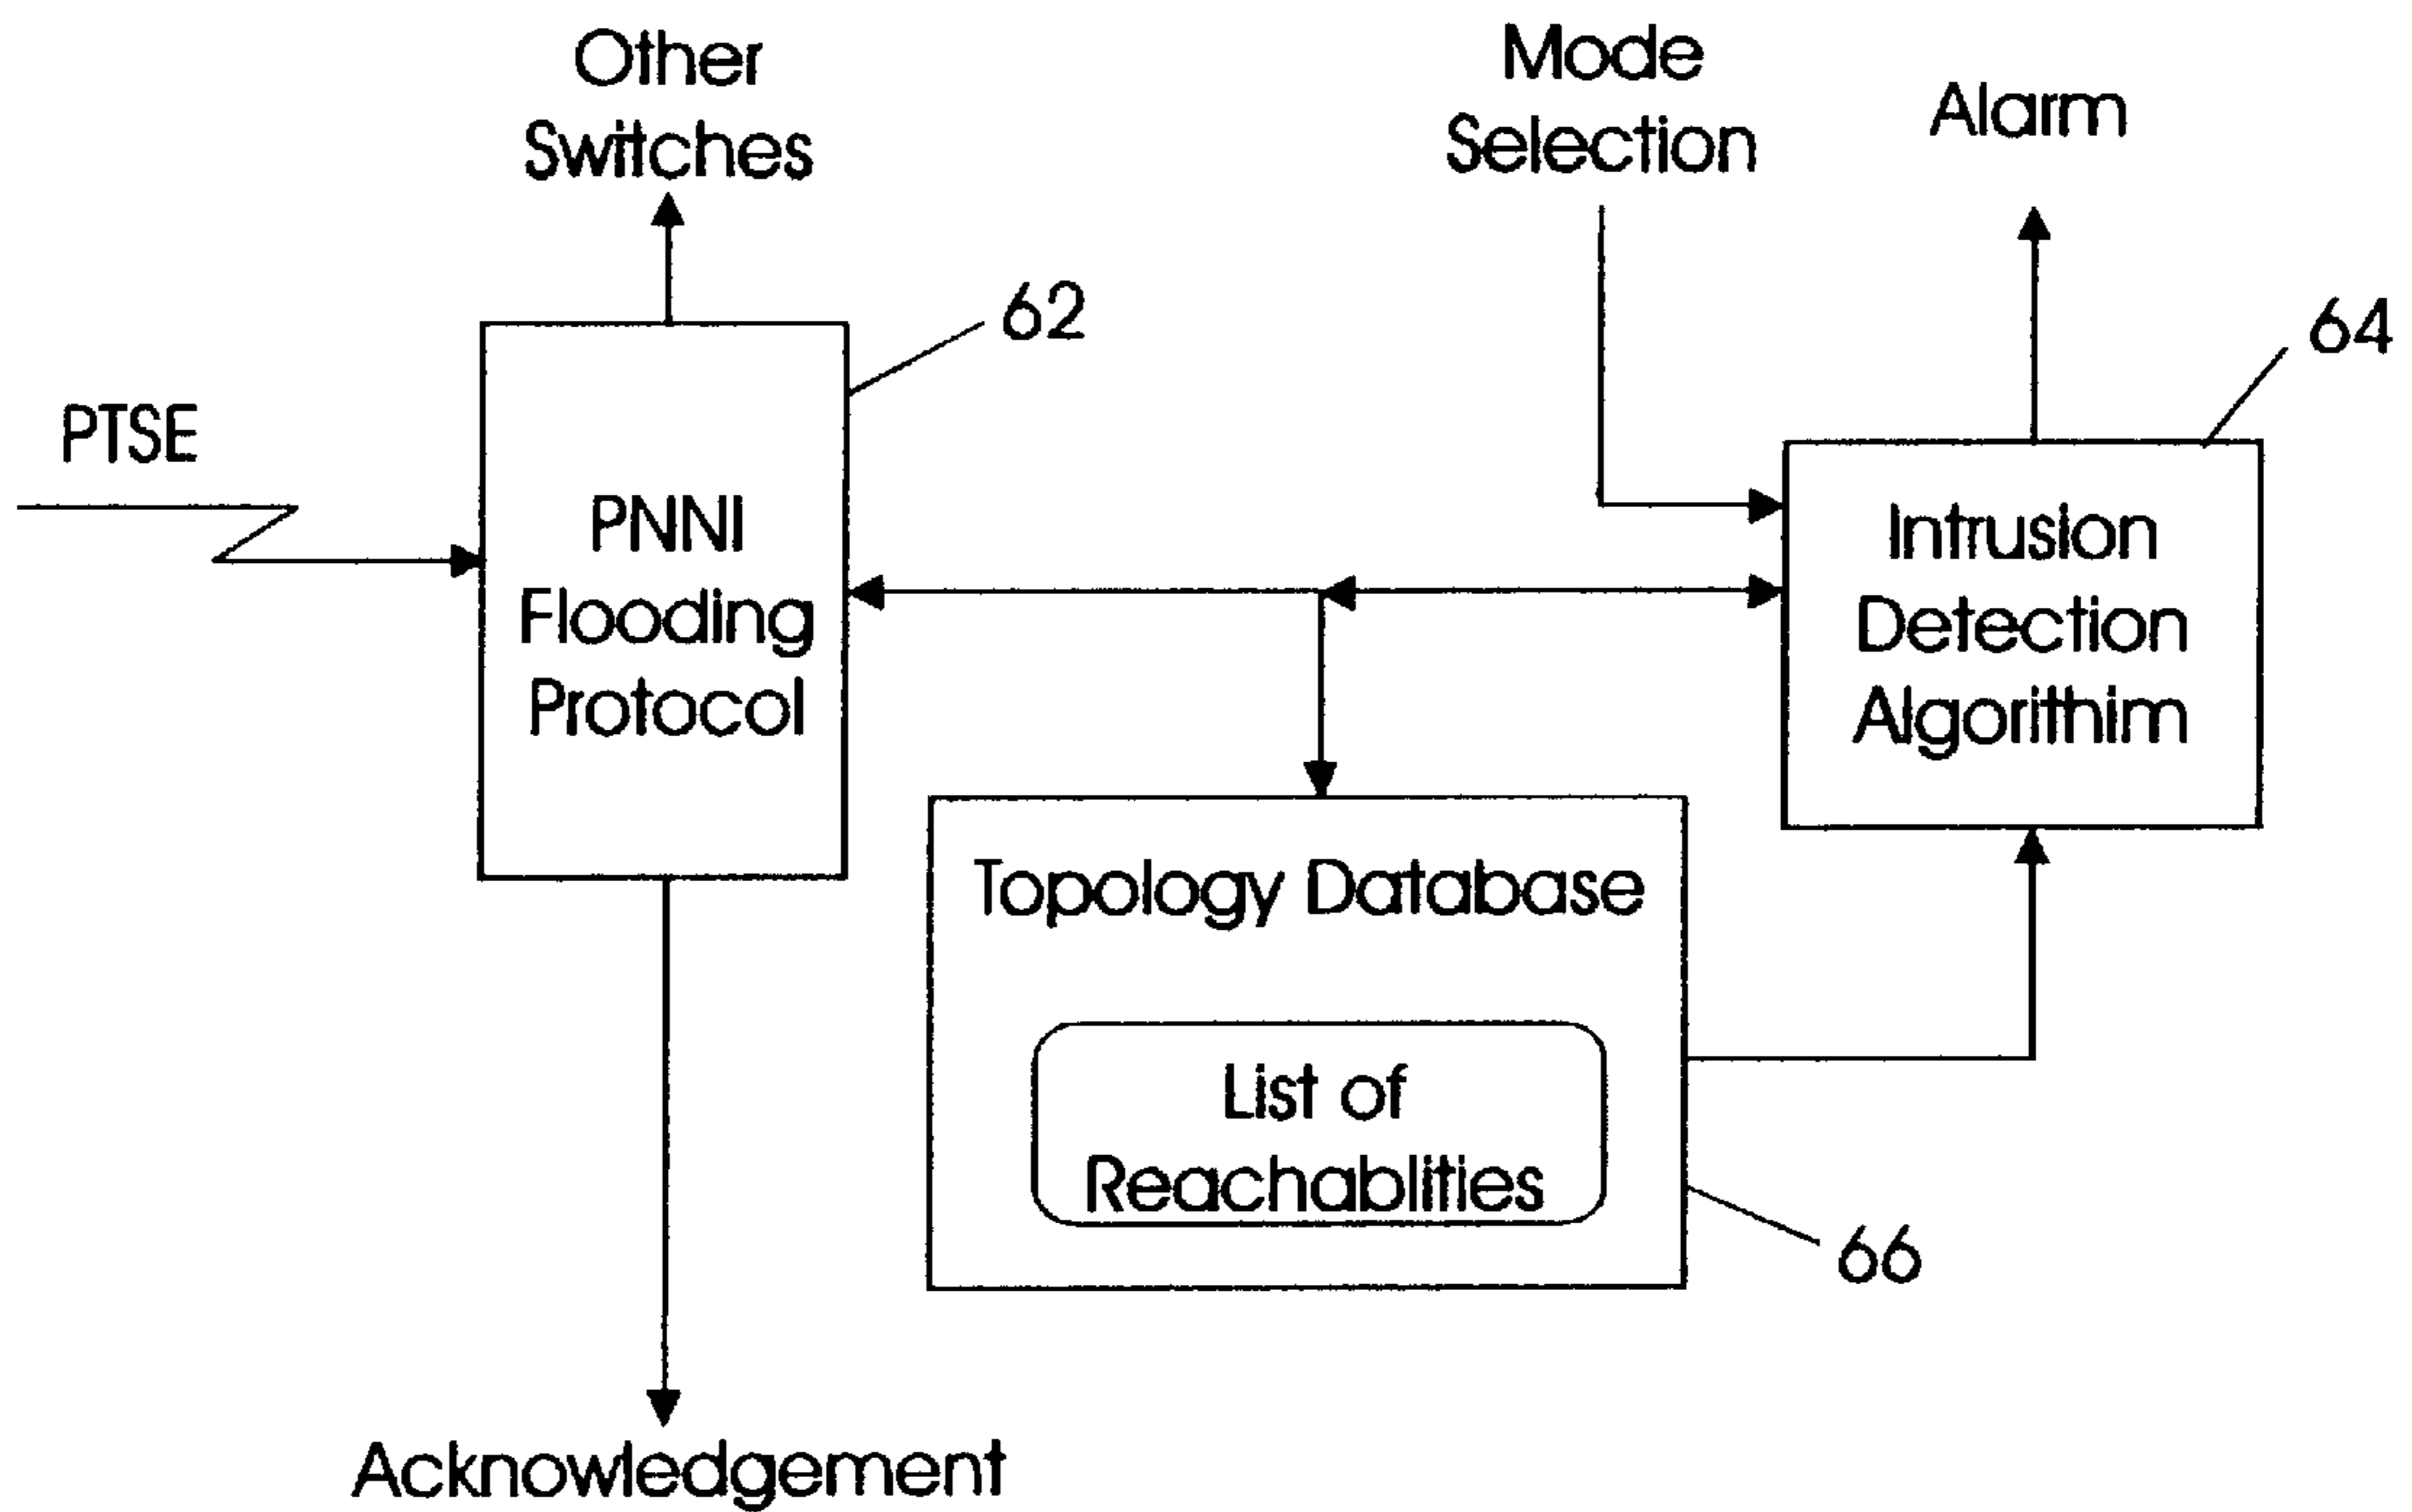 Other
Switches
Mode
Selection
Alarm
62
64
PTSE
PNNI
Flooding
Protocol
Intrusion
Detection
Algorithim
Topology Database
List of
Reachablities
66
Acknowledgement